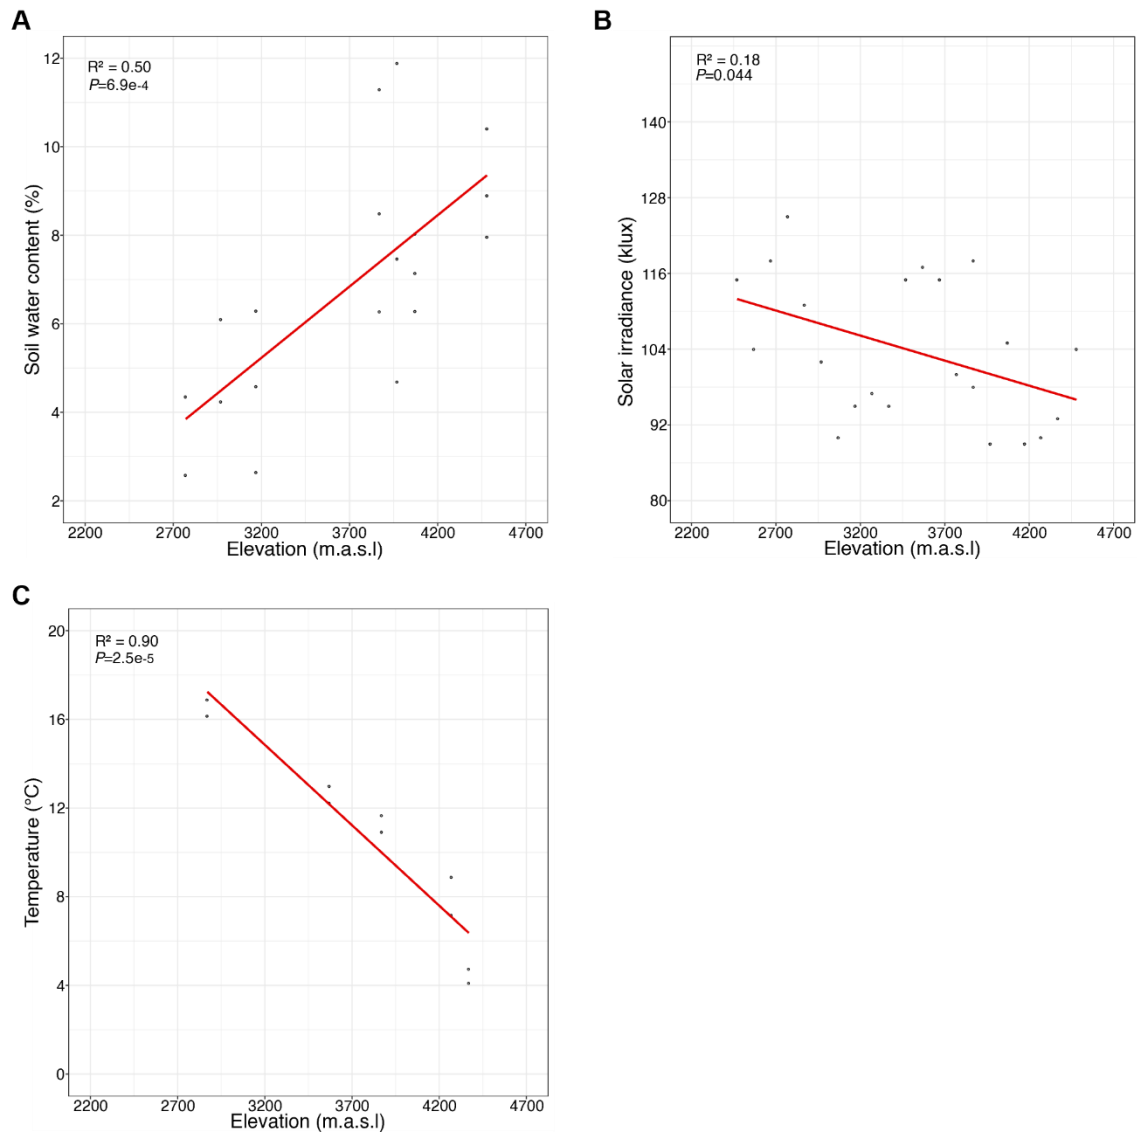 A
R² = 0.50
P=6.9e-4
Soil water content (%)
12
10
8
6
4
2
2200 2700 3200 3700 4200 4700
Elevation (m.a.s.l)
B
R² = 0.18
P=0.044
Solar irradiance (klux)
140
128
116
104
92
80
2200 2700 3200 3700 4200 4700
Elevation (m.a.s.l)
C
R² = 0.90
P=2.5e-5
Temperature (°C)
20
16
12
8
4
0
2200 2700 3200 3700 4200 4700
Elevation (m.a.s.l)